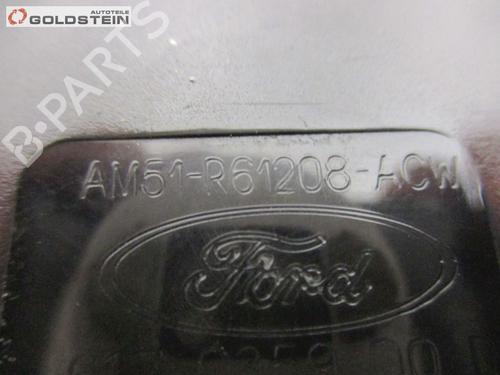 AUTOTEILE
GOLDSTEIN
B-PARTS
AM51-R61208-ACW
Ford